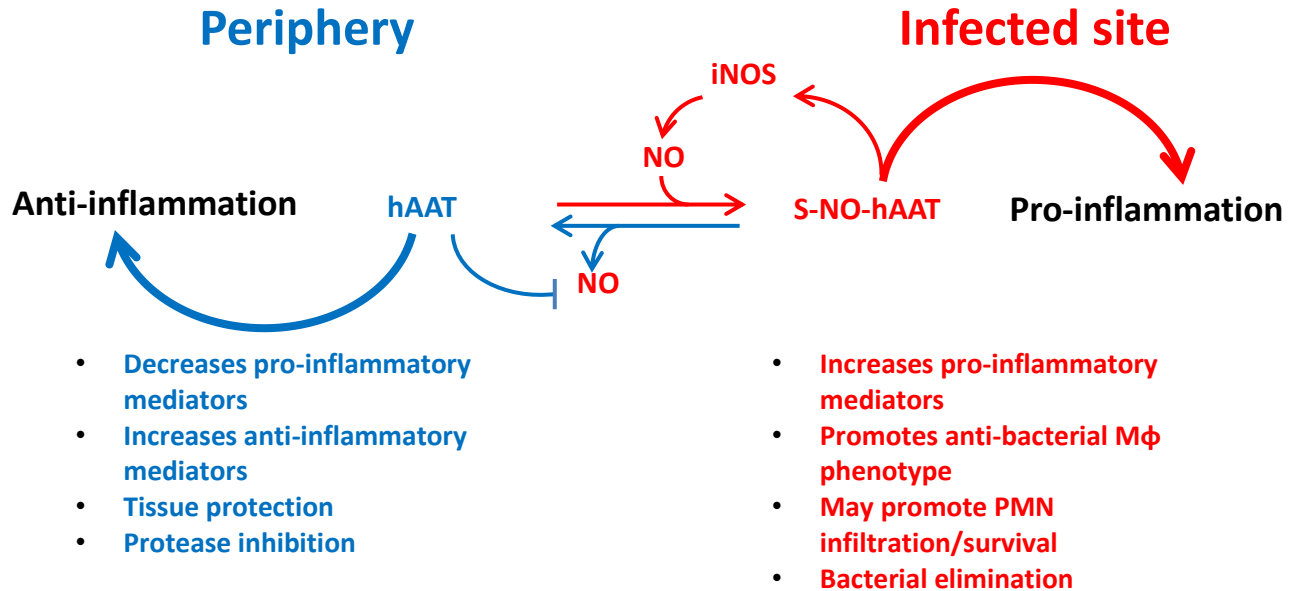 Periphery
Infected site
iNOS
NO
Anti-inflammation
hAAT
S-NO-hAAT
Pro-inflammation
NO
• Decreases pro-inflammatory
mediators
• Increases anti-inflammatory
mediators
• Tissue protection
• Protease inhibition
• Increases pro-inflammatory
mediators
• Promotes anti-bacterial Mϕ
phenotype
• May promote PMN
infiltration/survival
• Bacterial elimination